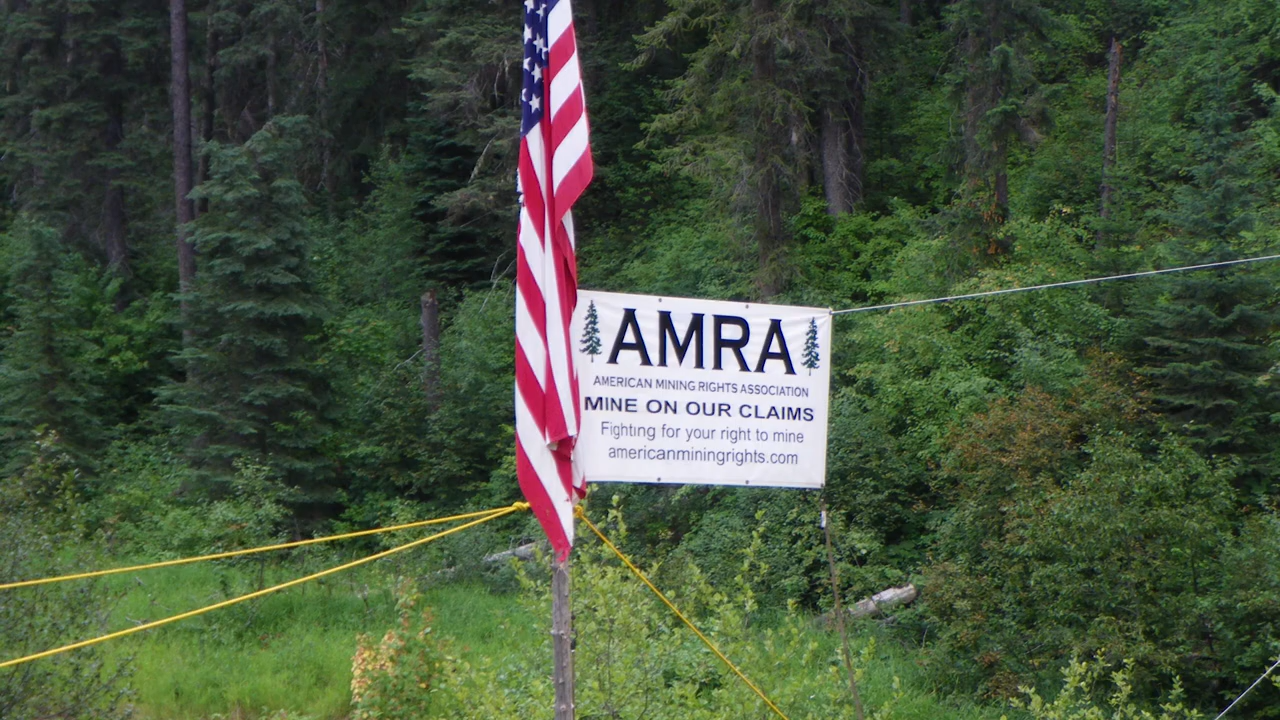 AMRA
AMERICAN MINING RIGHTS ASSOCIATION
MINE ON OUR CLAIMS
Fighting for your right to mine
americanminingrights.com